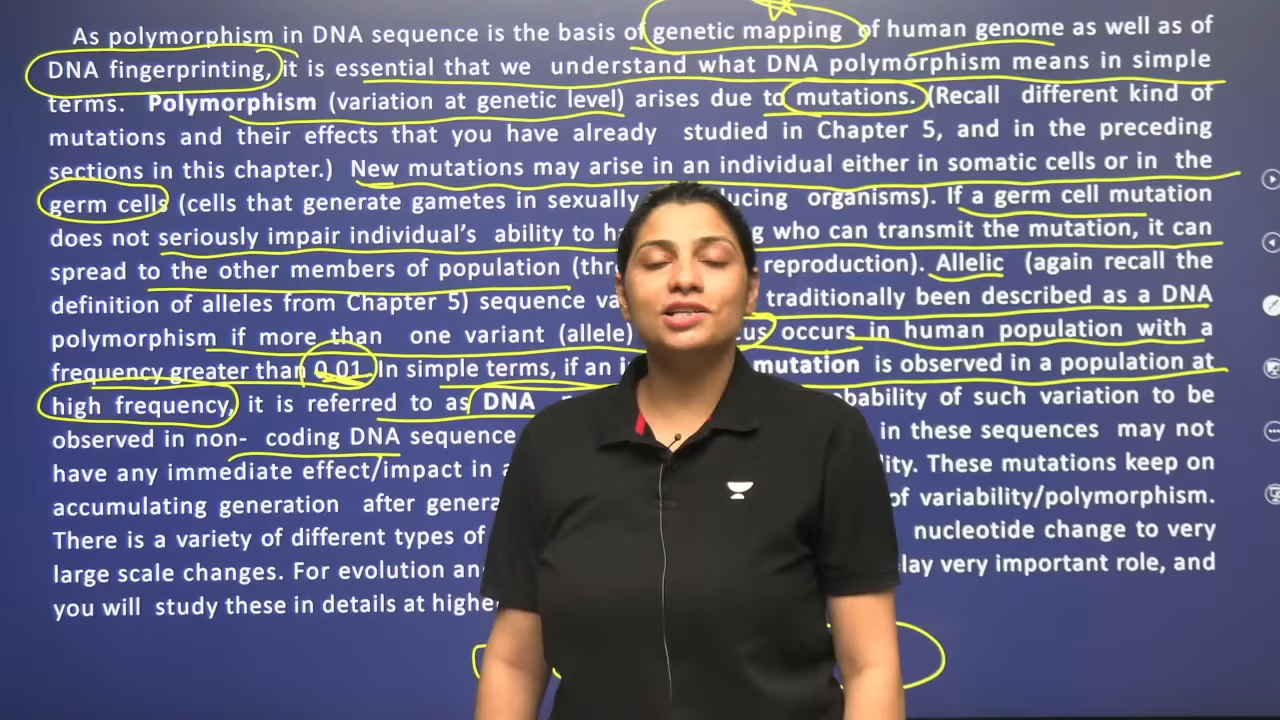 As polymorphism in DNA sequence is the basis of genetic mapping of human genome as well as of
DNA fingerprinting, it is essential that we understand what DNA polymorphism means in simple
terms. Polymorphism (variation at genetic level) arises due to mutations. (Recall different kind of
mutations and their effects that you have already studied in Chapter 5, and in the preceding
sections in this chapter.) New mutations may arise in an individual either in somatic cells or in the
germ cells (cells that generate gametes in sexually organisms). If a germ cell mutation
does not seriously impair individual's ability to who can transmit the mutation, it can
spread to the other members of population reproduction). Allelic (again recall the
definition of alleles from Chapter 5) sequence traditionally been described as a DNA
polymorphism if more than one variant (allele) occurs in human population with a
frequency greater than 0.01 In simple terms, if an mutation is observed in a population at
high frequency, it is referred to as DNA of such variation to be
observed in non- coding DNA sequence in these sequences may not
have any immediate effect/impact in These mutations keep on
accumulating generation after of variability/polymorphism.
There is a variety of different types of nucleotide change to very
large scale changes. For evolution very important role, and
you will study these in details at